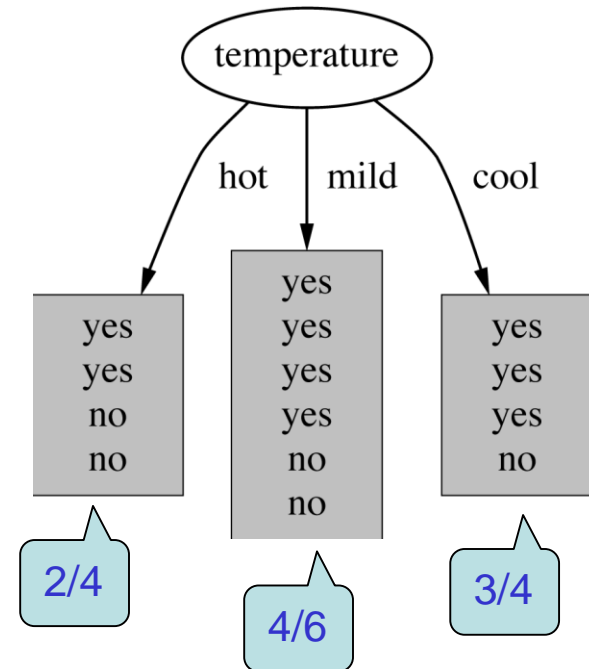 temperature
hot mild cool
yes
yes
no
no
yes
yes
yes
yes
no
no
yes
yes
yes
no
2/4
4/6
3/4